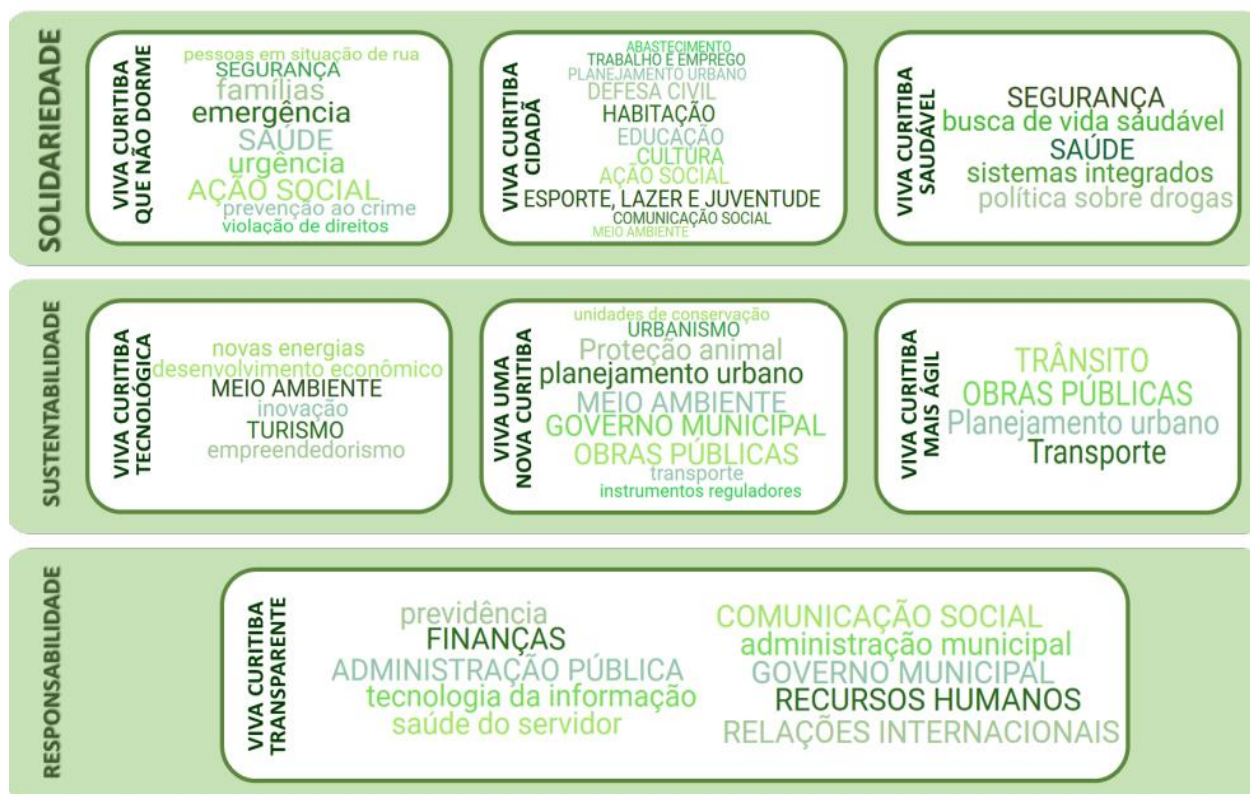 SOLIDARIEDADE
VIVA CURITIBA
QUE NÃO DORME
pessoas em situação de rua
SEGURANÇA
famílias
emergência
SAÚDE
urgência
AÇÃO SOCIAL
prevenção ao crime
violação de direitos
VIVA CURITIBA
CIDADÃ
ABASTECIMENTO
TRABALHO E EMPREGO
PLANEJAMENTO URBANO
DEFESA CIVIL
HABITAÇÃO
EDUCAÇÃO
CULTURA
AÇÃO SOCIAL
ESPORTE, LAZER E JUVENTUDE
COMUNICAÇÃO SOCIAL
MEIO AMBIENTE
VIVA CURITIBA
SAUDÁVEL
SEGURANÇA
busca de vida saudável
SAÚDE
sistemas integrados
política sobre drogas
SUSTENTABILIDADE
VIVA CURITIBA
TECNOLÓGICA
novas energias
desenvolvimento econômico
MEIO AMBIENTE
inovação
TURISMO
empreendedorismo
VIVA UMA
NOVA CURITIBA
unidades de conservação
URBANISMO
Proteção animal
planejamento urbano
MEIO AMBIENTE
GOVERNO MUNICIPAL
OBRAS PÚBLICAS
transporte
instrumentos reguladores
VIVA CURITIBA
MAIS ÁGIL
TRÂNSITO
OBRAS PÚBLICAS
Planejamento urbano
Transporte
RESPONSABILIDADE
VIVA CURITIBA
TRANSPARENTE
previdência
FINANÇAS
ADMINISTRAÇÃO PÚBLICA
tecnologia da informação
saúde do servidor
COMUNICAÇÃO SOCIAL
administração municipal
GOVERNO MUNICIPAL
RECURSOS HUMANOS
RELAÇÕES INTERNACIONAIS